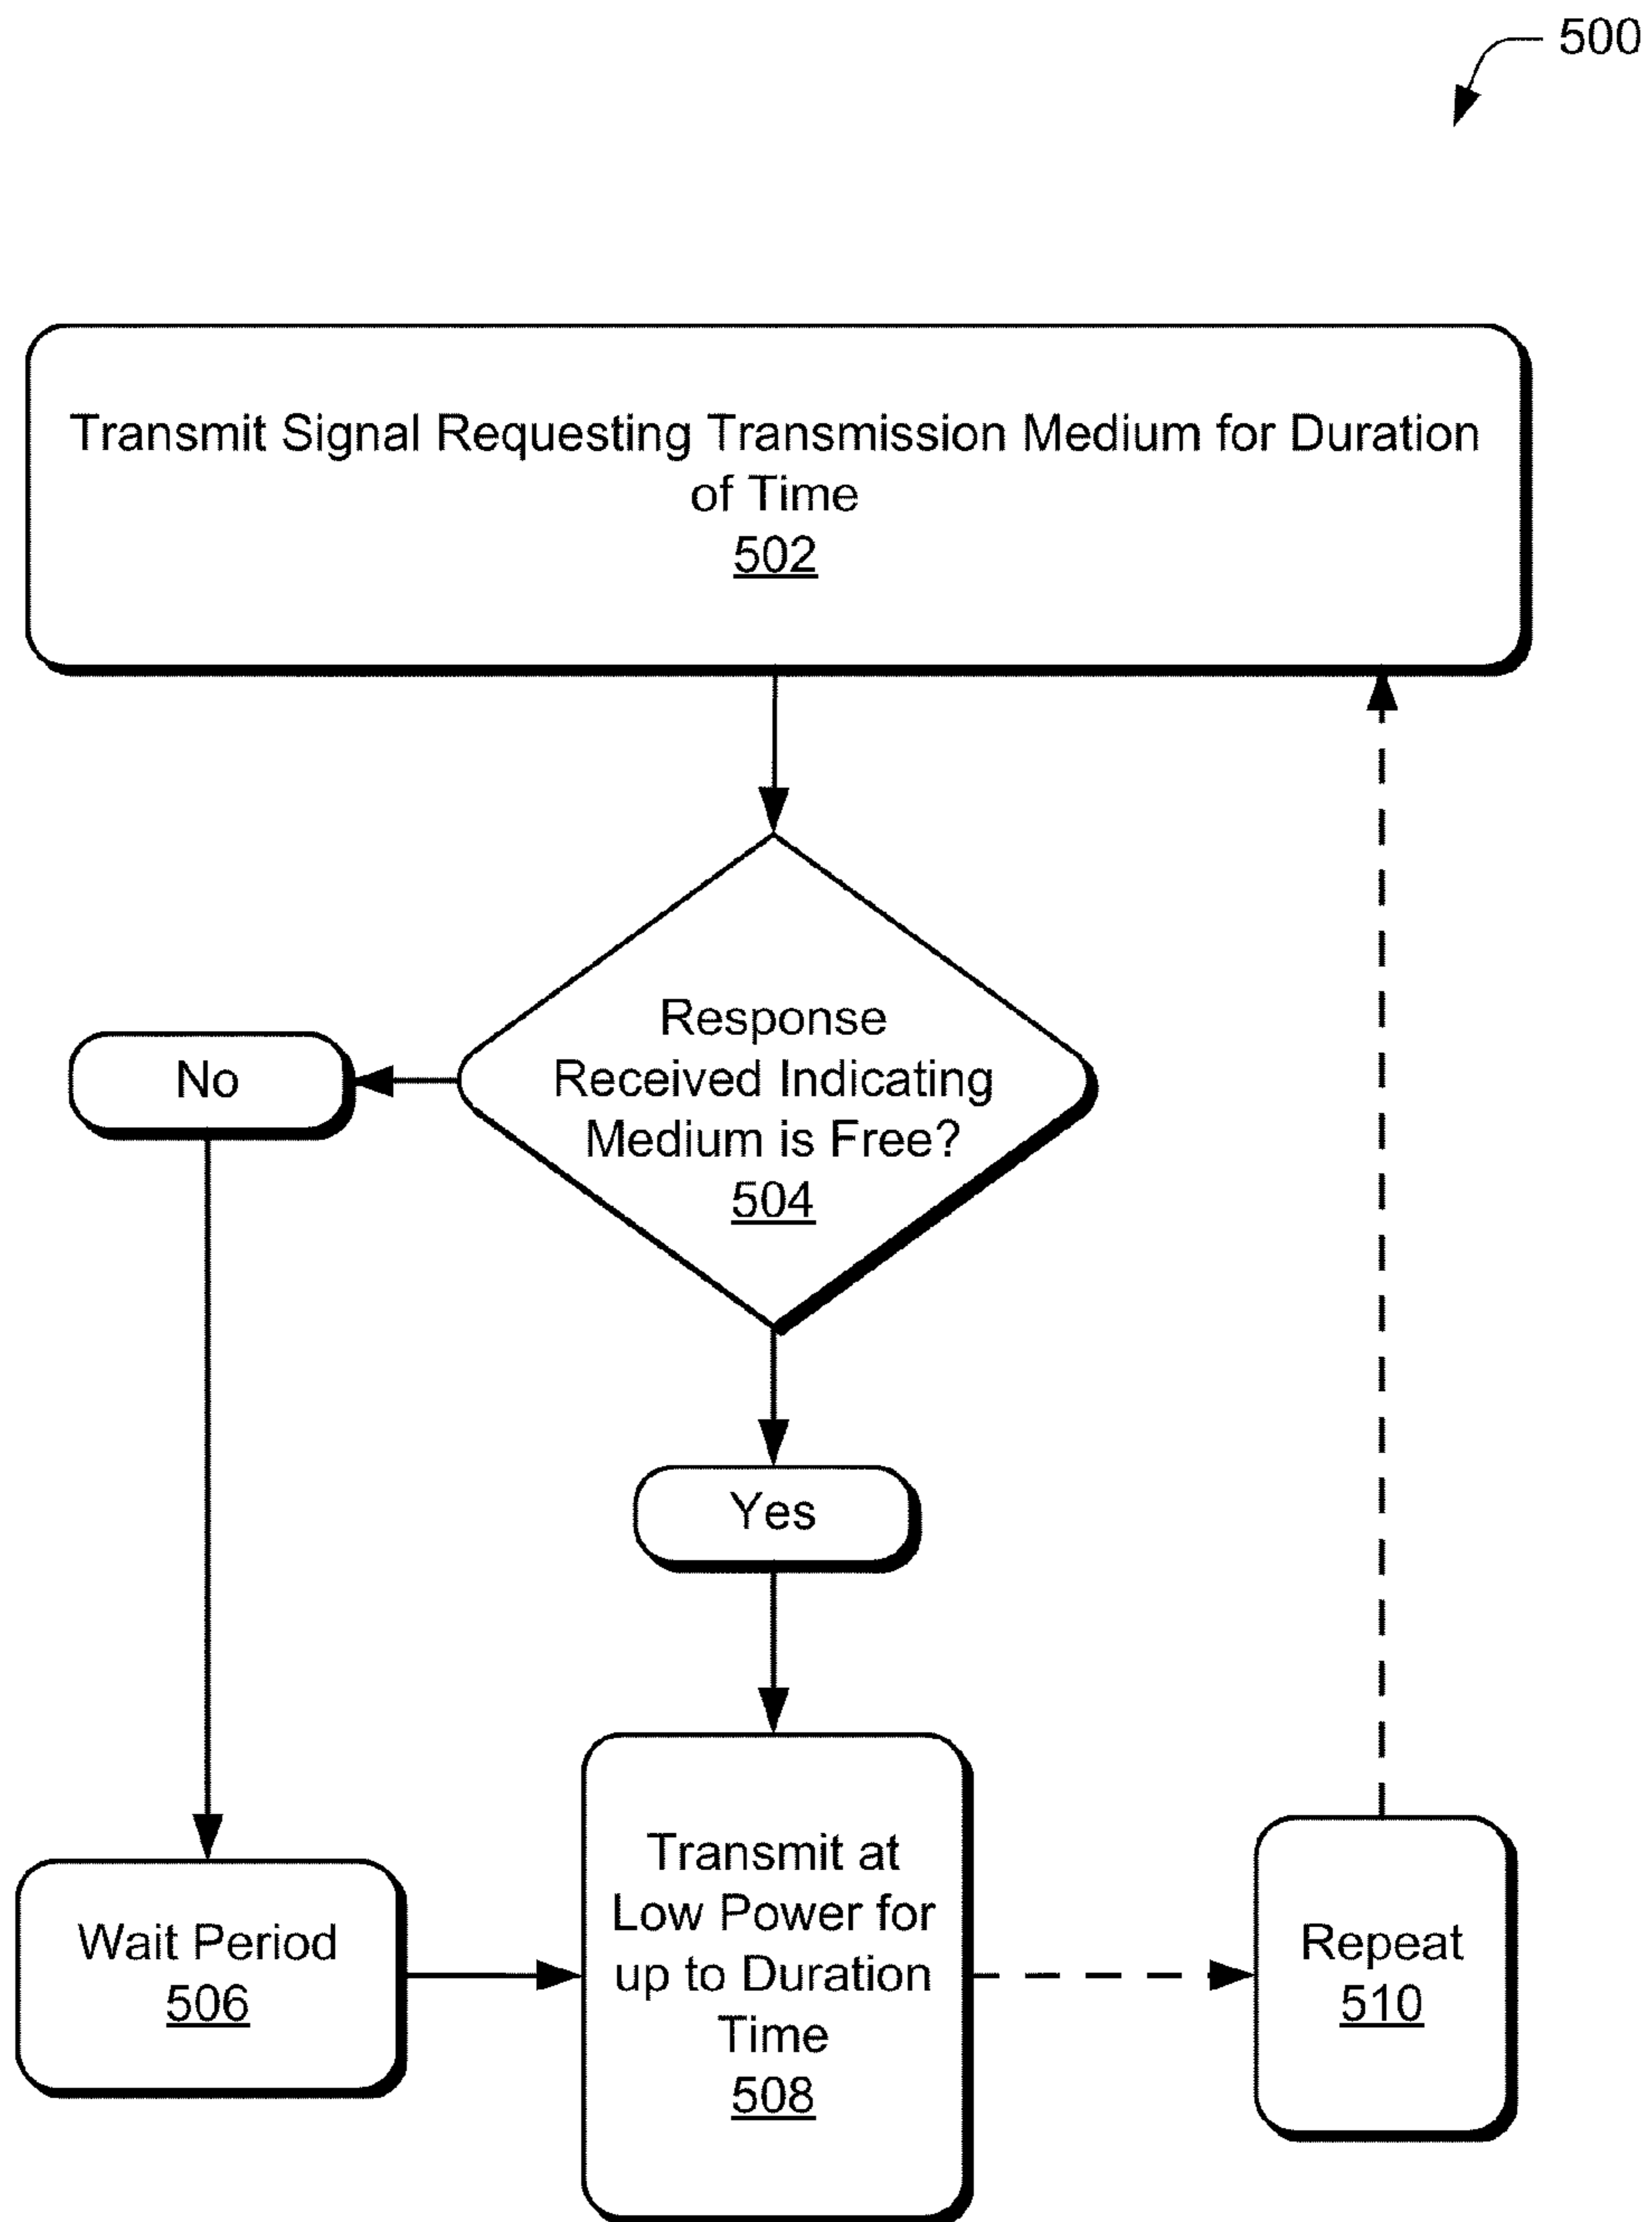 500
Transmit Signal Requesting Transmission Medium for Duration
of Time
502
Response
Received Indicating
Medium is Free?
504
No
Yes
Wait Period
506
Transmit at
Low Power for
up to Duration
Time
508
Repeat
510